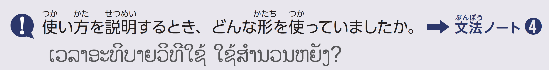 使い方を説明するとき、どんな形を使っていましたか。 ➡ 文法ノート❹
ເວລາອະທິບາຍວິທີໃຊ້ ໃຊ້ສຳນວນຫຍັງ?